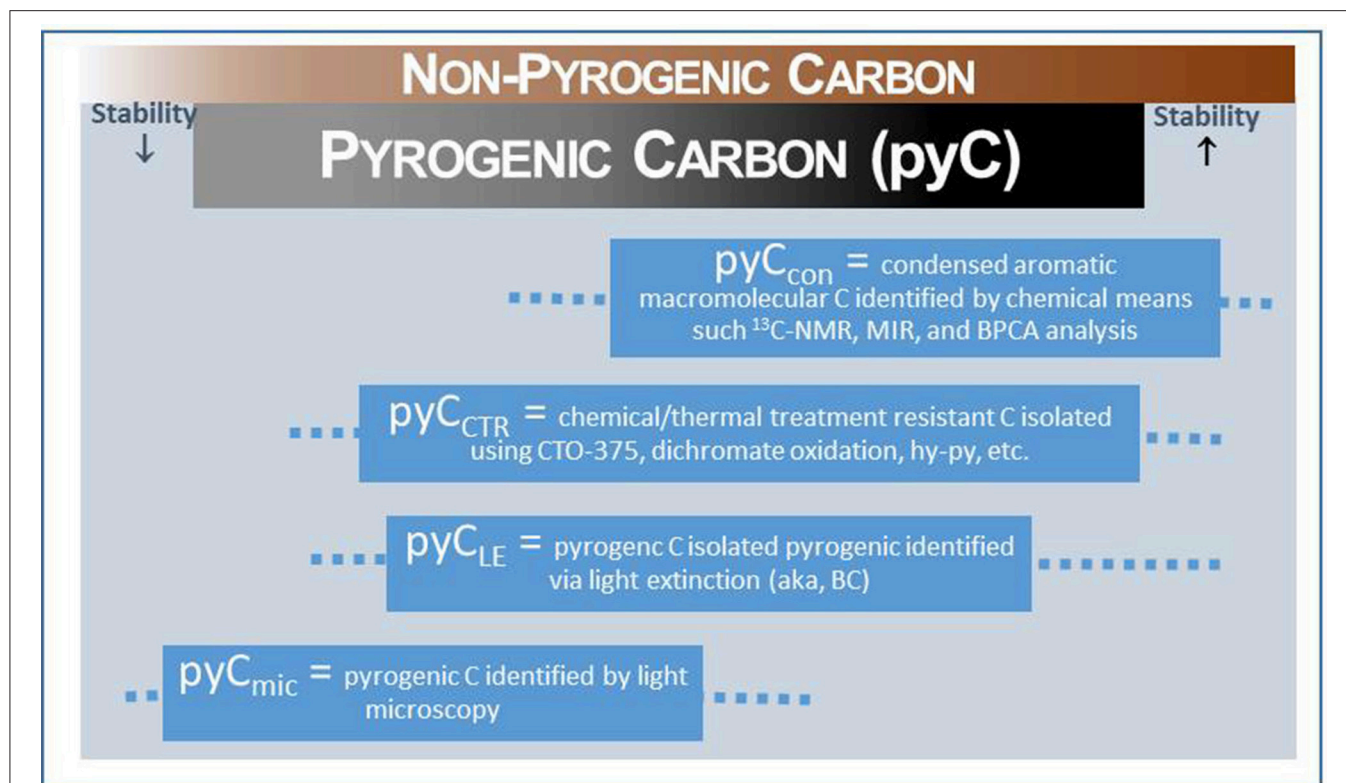 NON-PYROGENIC CARBON
Stability
↓
PYROGENIC CARBON (pyC)
Stability
↑
pyCcon = condensed aromatic
macromolecular C identified by chemical means
such ¹³C-NMR, MIR, and BPCA analysis
pyCCTR = chemical/thermal treatment resistant C isolated
using CTO-375, dichromate oxidation, hy-py, etc.
pyCLE = pyrogenc C isolated pyrogenic identified
via light extinction (aka, BC)
pyCmic = pyrogenic C identified by light
microscopy